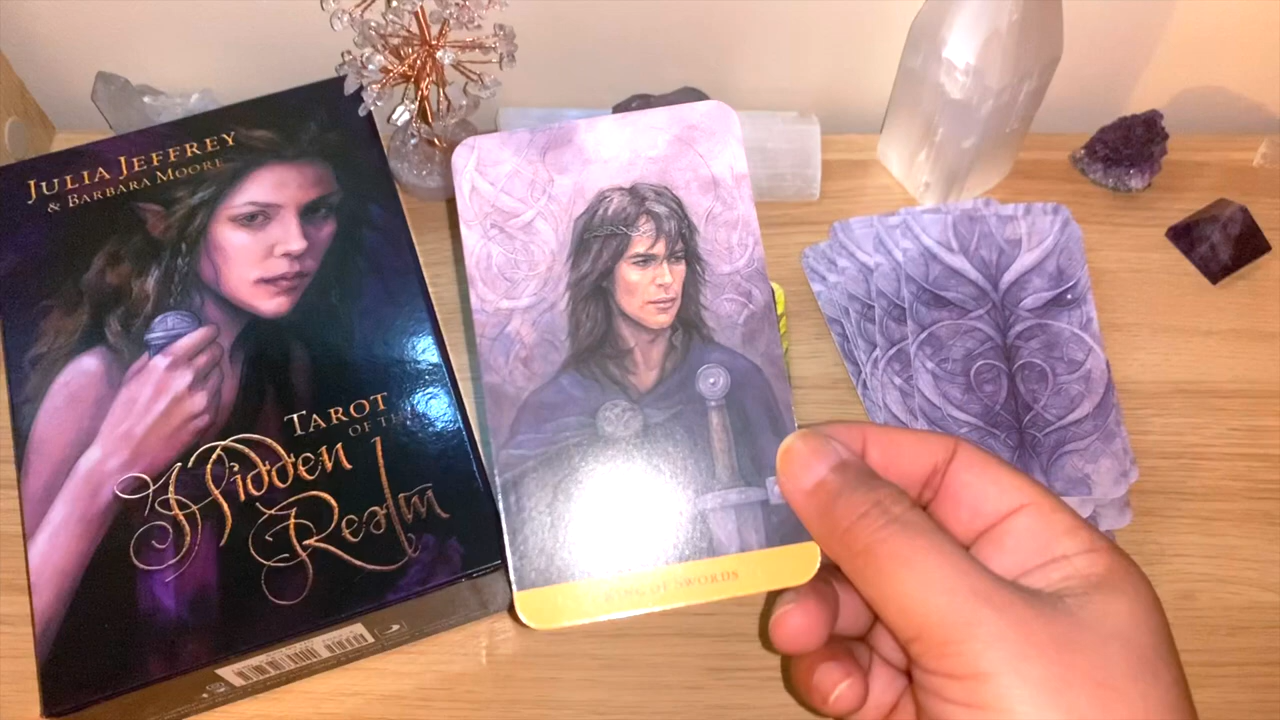 JULIA JEFFREY
& BARBARA MOORE
TAROT
OF THE
Hidden
Realm
KING OF SWORDS